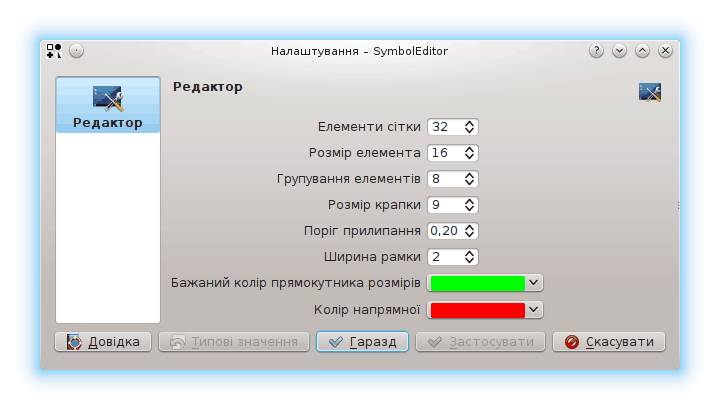 Налаштування – SymbolEditor
Редактор
Редактор
Елементи сітки 32
Розмір елемента 16
Групування елементів 8
Розмір крапки 9
Поріг прилипання 0,20
Ширина рамки 2
Бажаний колір прямокутника розмірів
Колір напрямної
Довідка Типові значення Гаразд Застосувати Скасувати